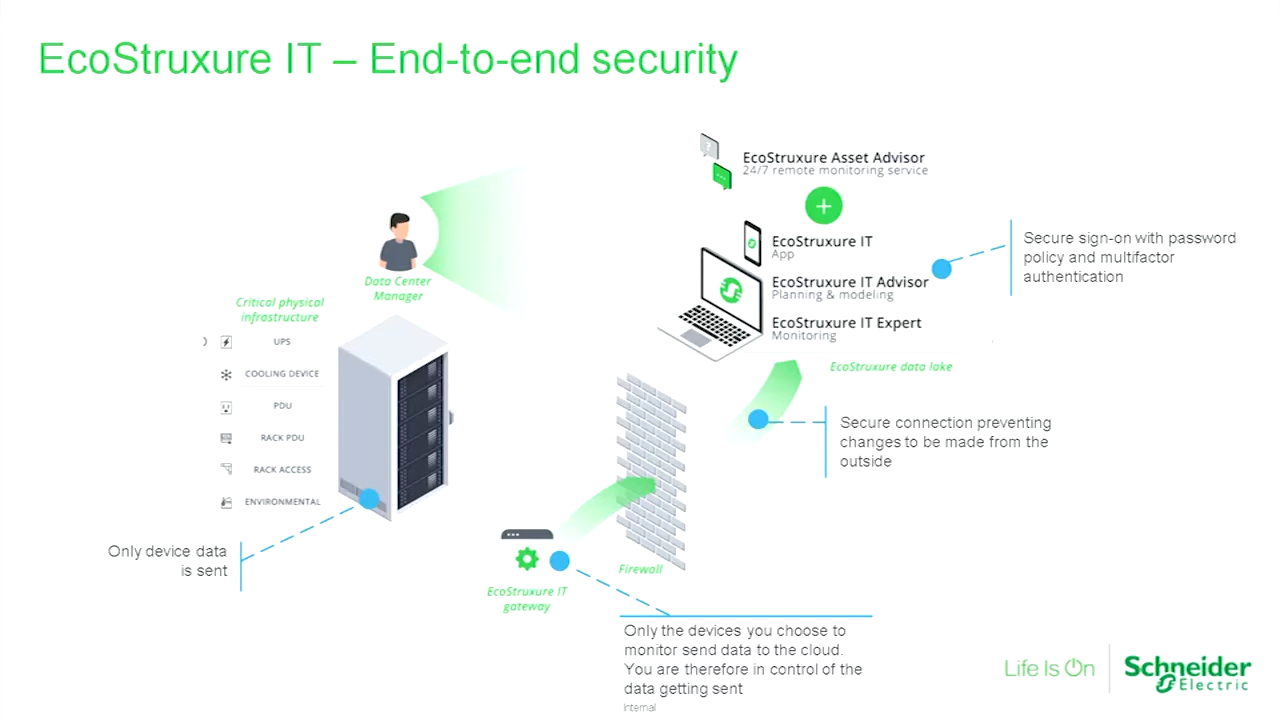 EcoStruxure IT – End-to-end security
EcoStruxure Asset Advisor
24/7 remote monitoring service
EcoStruxure IT
App
EcoStruxure IT Advisor
Planning & modeling
EcoStruxure IT Expert
Monitoring
EcoStruxure data lake
Secure sign-on with password
policy and multifactor
authentication
Data Center
Manager
Critical physical
infrastructure
UPS
COOLING DEVICE
PDU
RACK PDU
RACK ACCESS
ENVIRONMENTAL
Only device data
is sent
Secure connection preventing
changes to be made from the
outside
EcoStruxure IT
gateway
Firewall
Only the devices you choose to
monitor send data to the cloud.
You are therefore in control of the
data getting sent
Internal
Life Is On
Schneider
Electric